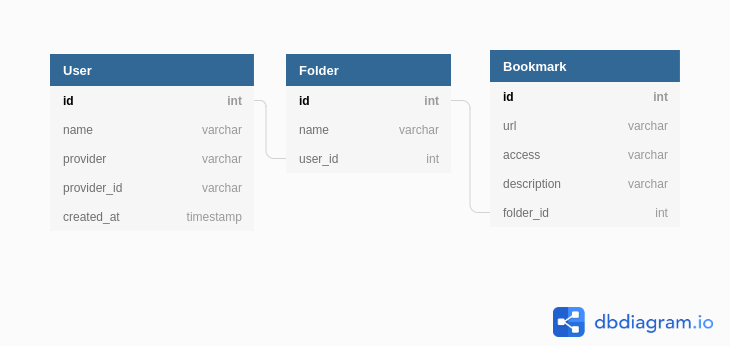 User
id int
name varchar
provider varchar
provider_id varchar
created_at timestamp
Folder
id int
name varchar
user_id int
Bookmark
id int
url varchar
access varchar
description varchar
folder_id int
dbdiagram.io